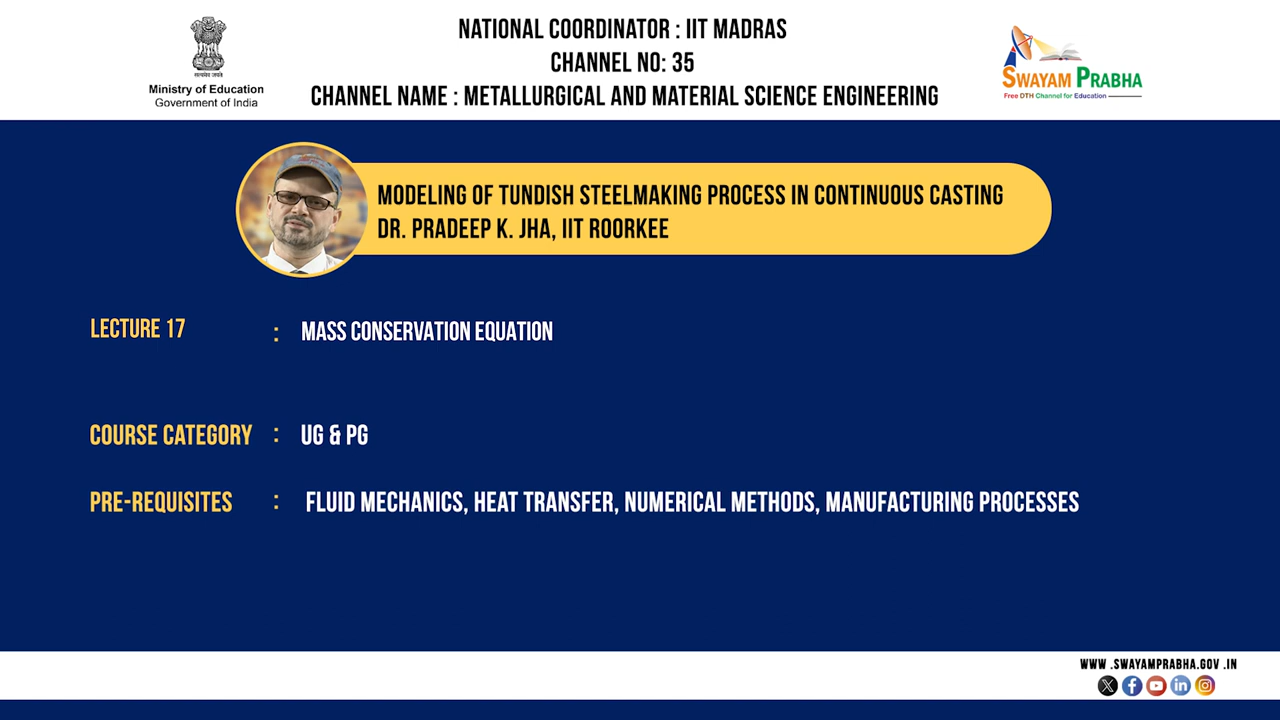 NATIONAL COORDINATOR : IIT MADRAS
CHANNEL NO: 35
CHANNEL NAME : METALLURGICAL AND MATERIAL SCIENCE ENGINEERING
सत्यमेव जयते
Ministry of Education
Government of India
SWAYAM PRABHA
Free DTH Channel for Education
MODELING OF TUNDISH STEELMAKING PROCESS IN CONTINUOUS CASTING
DR. PRADEEP K. JHA, IIT ROORKEE
LECTURE 17 : MASS CONSERVATION EQUATION
COURSE CATEGORY : UG & PG
PRE-REQUISITES : FLUID MECHANICS, HEAT TRANSFER, NUMERICAL METHODS, MANUFACTURING PROCESSES
WWW .SWAYAMPRABHA.GOV .IN